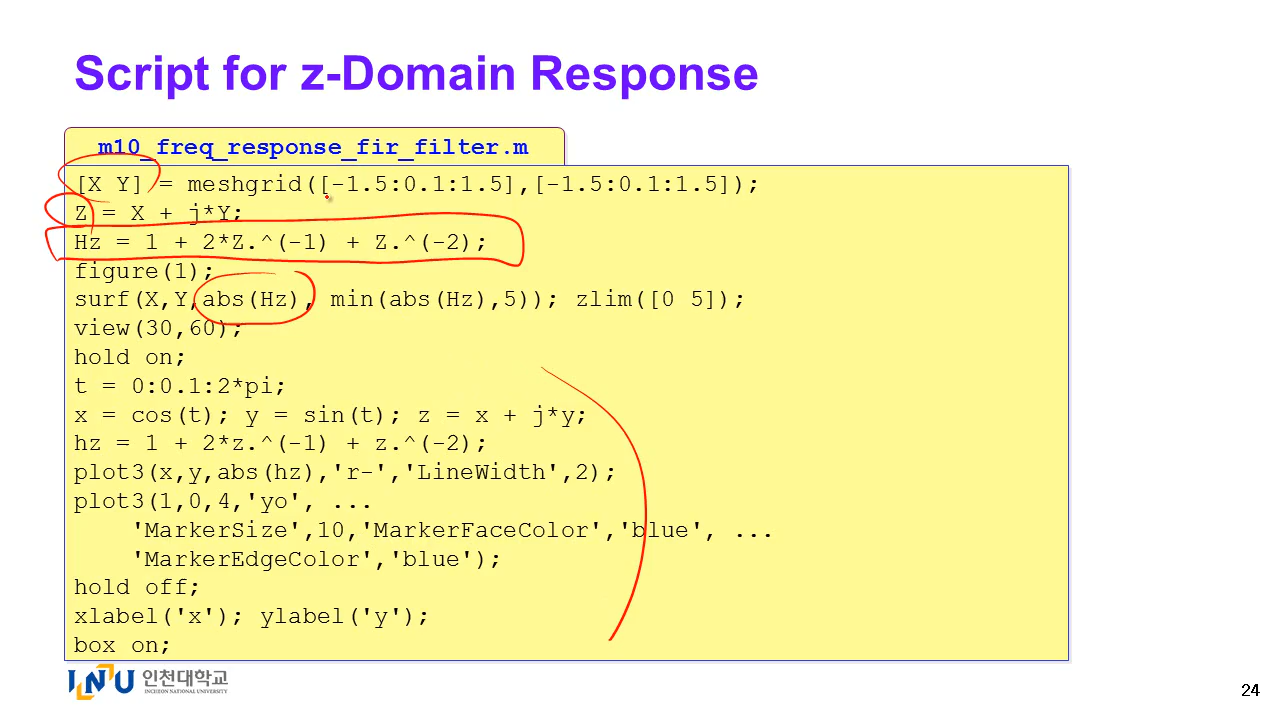 Script for z-Domain Response
m10_freq_response_fir_filter.m
[X Y] = meshgrid([-1.5:0.1:1.5],[-1.5:0.1:1.5]);
Z = X + j*Y;
Hz = 1 + 2*Z.^(-1) + Z.^(-2);
figure(1);
surf(X,Y,abs(Hz), min(abs(Hz),5)); zlim([0 5]);
view(30,60);
hold on;
t = 0:0.1:2*pi;
x = cos(t); y = sin(t); z = x + j*y;
hz = 1 + 2*z.^(-1) + z.^(-2);
plot3(x,y,abs(hz),'r-','LineWidth',2);
plot3(1,0,4,'yo', ...
'MarkerSize',10,'MarkerFaceColor','blue', ...
'MarkerEdgeColor','blue');
hold off;
xlabel('x'); ylabel('y');
box on;
INU 인천대학교
INCHEON NATIONAL UNIVERSITY
24